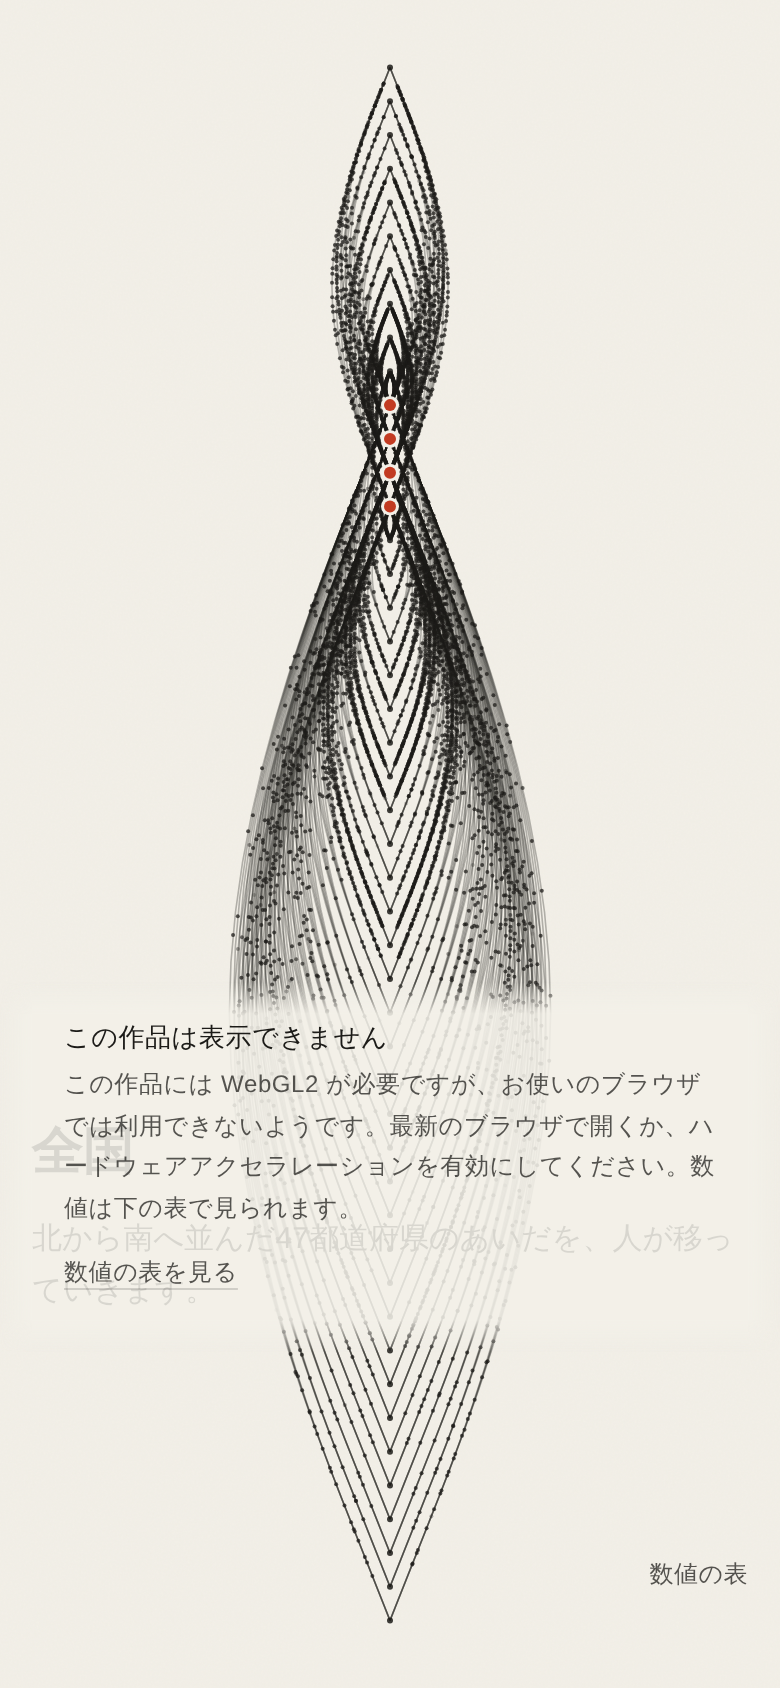 この作品は表示できません
この作品には WebGL2 が必要ですが、お使いのブラウザ
では利用できないようです。最新のブラウザで開くか、ハ
ードウェアアクセラレーションを有効にしてください。数
値は下の表で見られます。
数値の表を見る
全国
北から南へ並んだ47都道府県のあいだを、人が移っ
ていきます。
数値の表